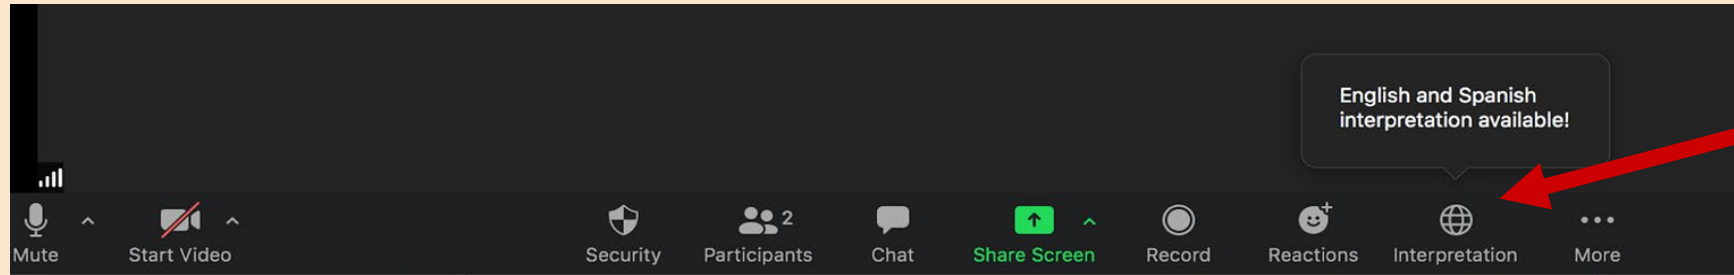 English and Spanish
interpretation available!
2
Mute
Start Video
Security
Participants
Chat
Share Screen
Record
Reactions
Interpretation
More